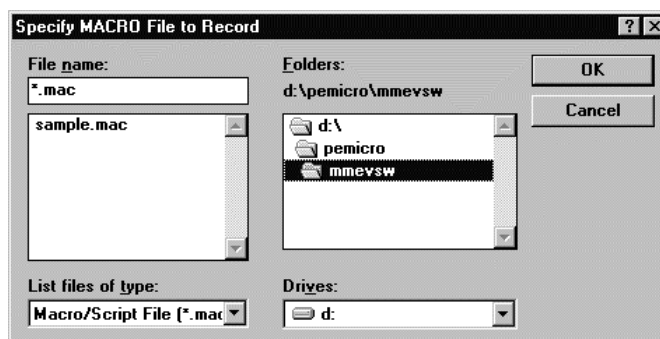 Specify MACRO File to Record
File name:
*.mac
sample.mac
List files of type:
Macro/Script File (*.mac
Folders:
d:\pemicro\mmevsw
d:\
pemicro
mmevsw
Drives:
d:
OK
Cancel